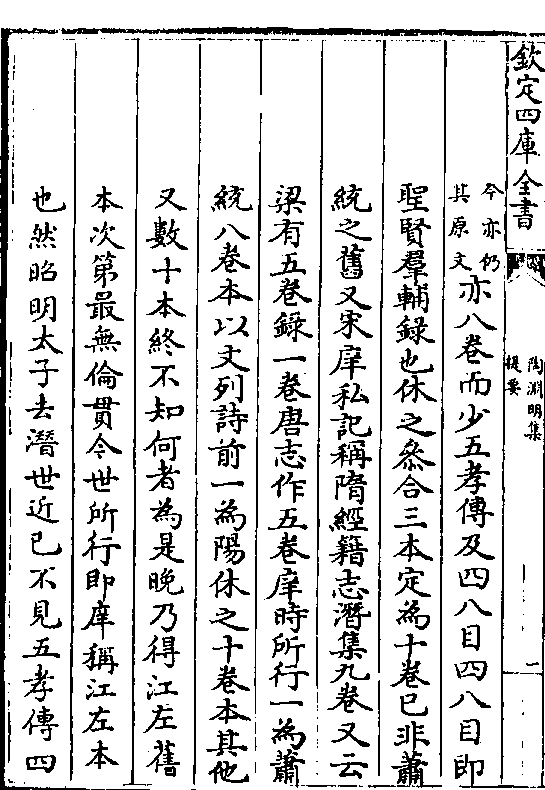 欽定四庫全書
陶淵明集
提要
二
今亦仍
其原文
亦八卷而少五孝傳及四八目四八目即
聖賢羣輔録也休之叅合三本定為十卷已非蕭
統之舊又宋庠私記稱隋經籍志潛集九卷又云
梁有五卷録一卷唐志作五卷庠時所行一為蕭
統八卷本以文列詩前一為陽休之十卷本其他
又數十本終不知何者為是晚乃得江左舊
本次第最無倫貫今世所行即庠稱江左本
也然昭明太子去潛世近已不見五孝傳四